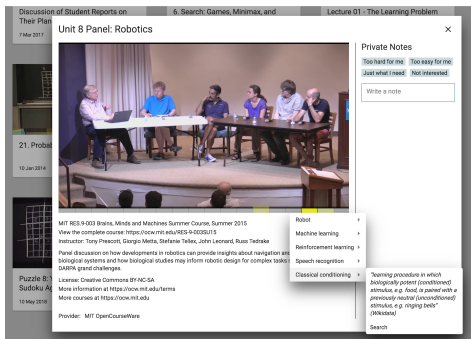 Discussion of Student Reports on
Their Plan
7 Mar 2017
6. Search: Games, Minimax, and
Lecture 01 - The Learning Problem
Unit 8 Panel: Robotics
Private Notes
Too hard for me
Too easy for me
Just what I need
Not interested
Write a note
21. Probab
10 Jan 2014
Puzzle 8: Y
Sudoku Ag
10 May 2018
MIT RES.9-003 Brains, Minds and Machines Summer Course, Summer 2015
View the complete course: https://ocw.mit.edu/RES-9-003SU15
Instructor: Tony Prescott, Giorgio Metta, Stefanie Tellex, John Leonard, Russ Tedrake
Panel discussion on how developments in robotics can provide insights about navigation and
biological systems and how biological studies may inform robotic design for complex tasks
DARPA grand challenges.
License: Creative Commons BY-NC-SA
More information at https://ocw.mit.edu/terms
More courses at https://ocw.mit.edu
Provider: MIT OpenCourseWare
Robot
Machine learning
Reinforcement learning
Speech recognition
Classical conditioning
"learning procedure in which
biologically potent (conditioned)
stimulus, e.g. food, is paired with a
previously neutral (unconditioned)
stimulus, e.g. ringing bells"
(Wikidata)
Search